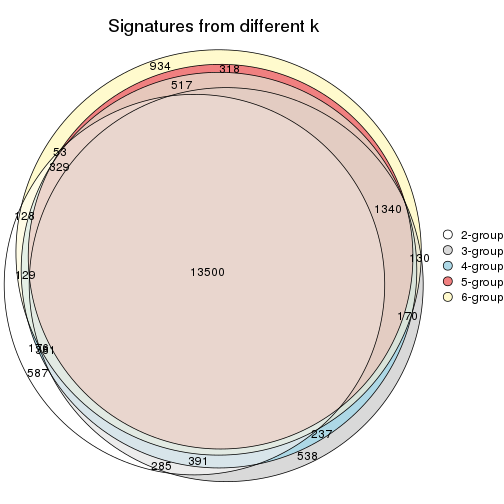 Signatures from different k
934
318
517
53
329
1340
128
130
13500
129
170
587
237
391
538
285
2-group
3-group
4-group
5-group
6-group